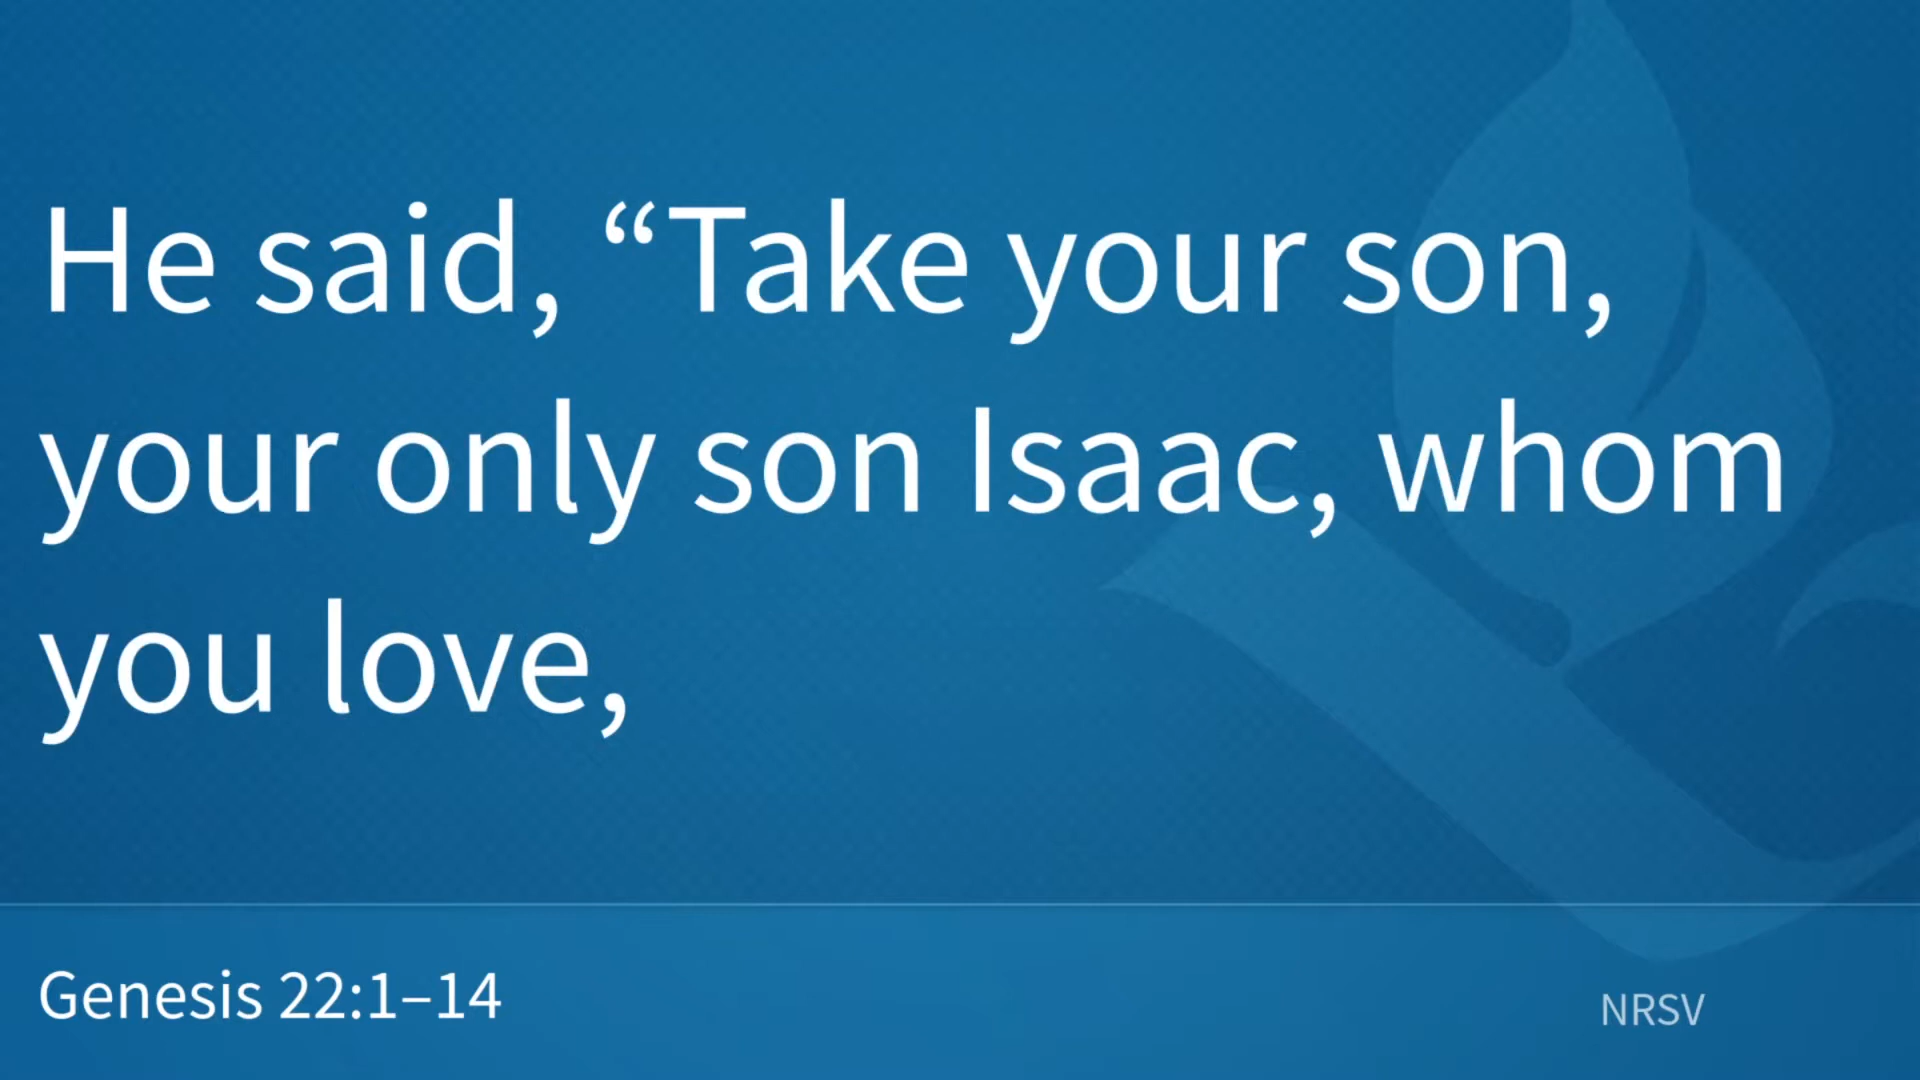 He said, “Take your son,
your only son Isaac, whom
you love,
Genesis 22:1–14
NRSV